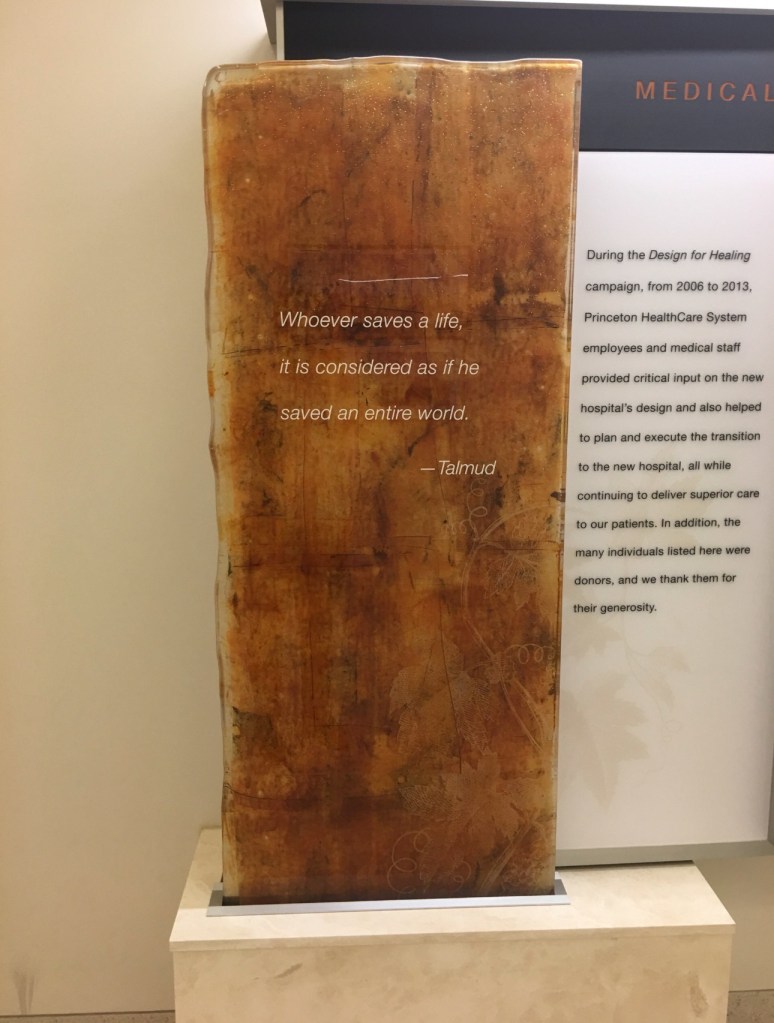 MEDICAL
Whoever saves a life,
it is considered as if he
saved an entire world.
—Talmud
During the Design for Healing
campaign, from 2006 to 2013,
Princeton HealthCare System
employees and medical staff
provided critical input on the new
hospital's design and also helped
to plan and execute the transition
to the new hospital, all while
continuing to deliver superior care
to our patients. In addition, the
many individuals listed here were
donors, and we thank them for
their generosity.